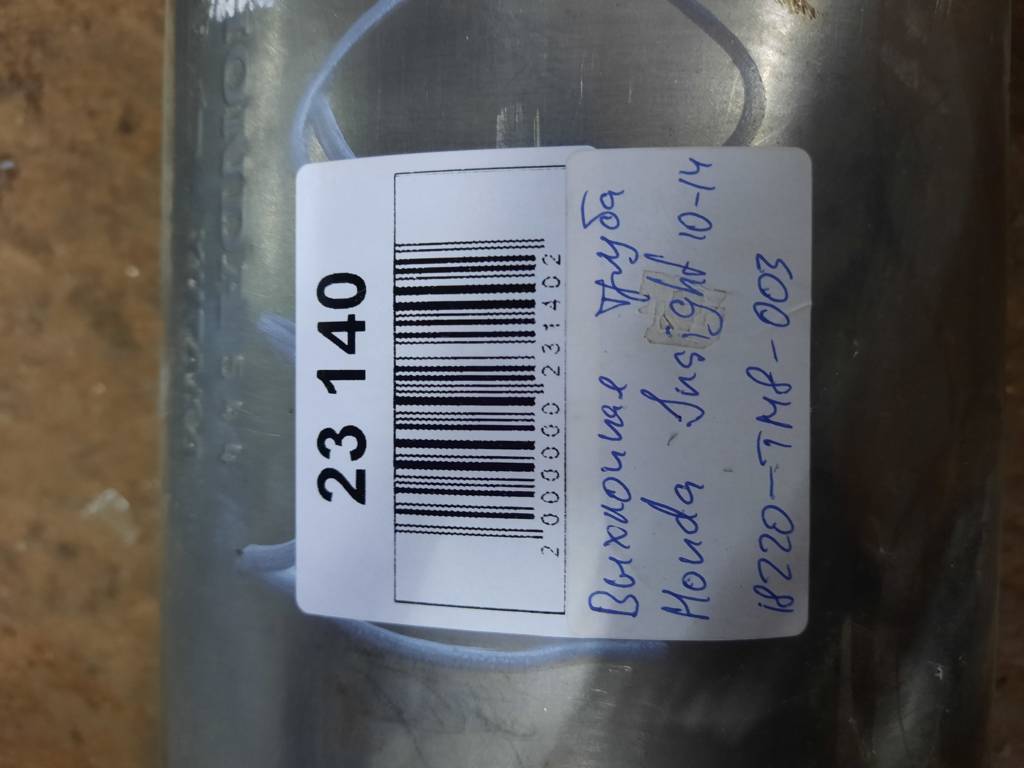 23 140
2000000231402
Выхлопная труба
Honda Insight 10-14
18220-TM8-003